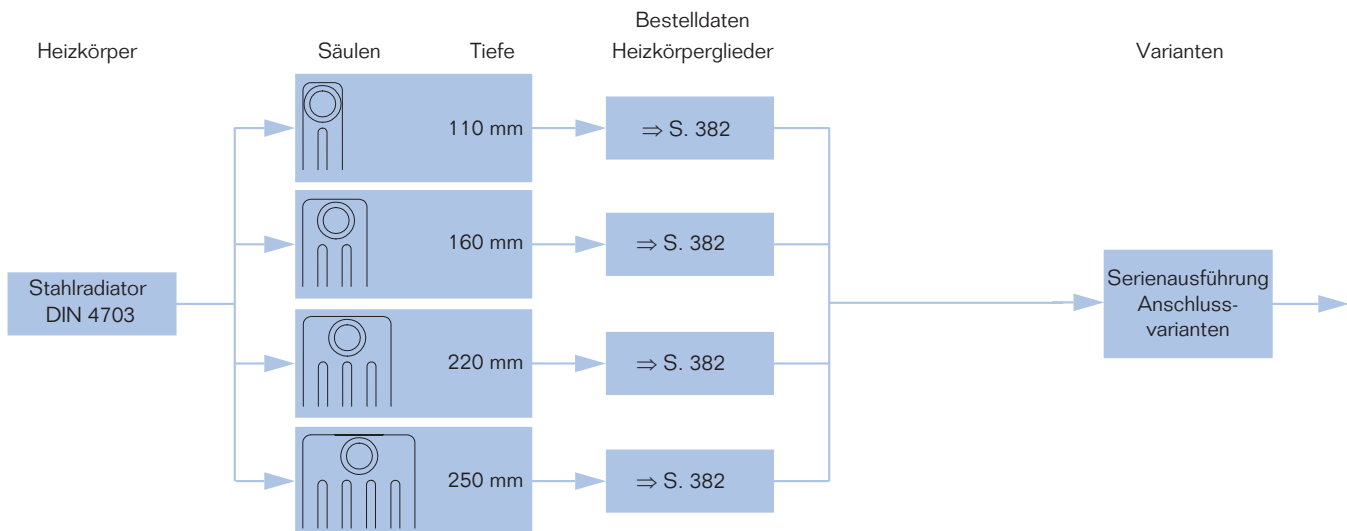 Bestelldaten
Heizkörper
Säulen
Tiefe
Heizkörperglieder
Varianten
110 mm
⇒ S. 382
160 mm
⇒ S. 382
Stahlradiator
DIN 4703
Serienausführung
Anschluss-
varianten
220 mm
⇒ S. 382
250 mm
⇒ S. 382